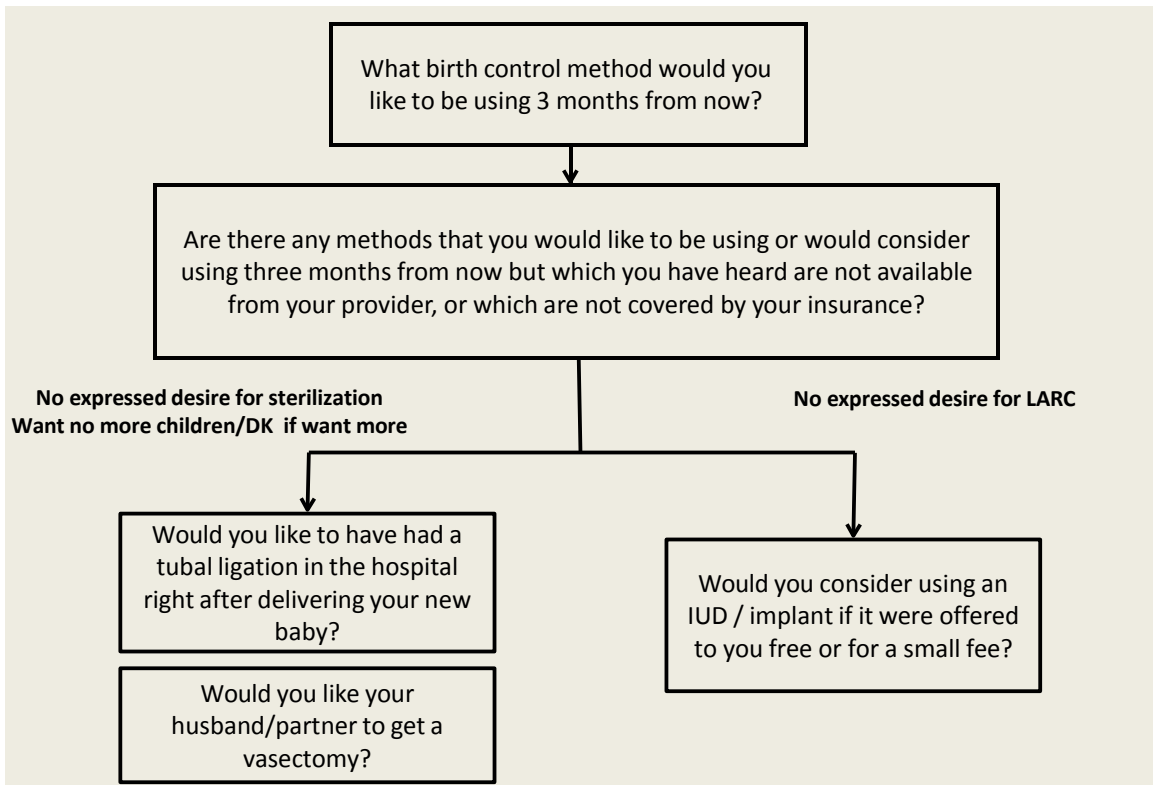 What birth control method would you
like to be using 3 months from now?
Are there any methods that you would like to be using or would consider
using three months from now but which you have heard are not available
from your provider, or which are not covered by your insurance?
No expressed desire for sterilization
Want no more children/DK if want more
No expressed desire for LARC
Would you like to have had a
tubal ligation in the hospital
right after delivering your new
baby?
Would you like your
husband/partner to get a
vasectomy?
Would you consider using an
IUD / implant if it were offered
to you free or for a small fee?